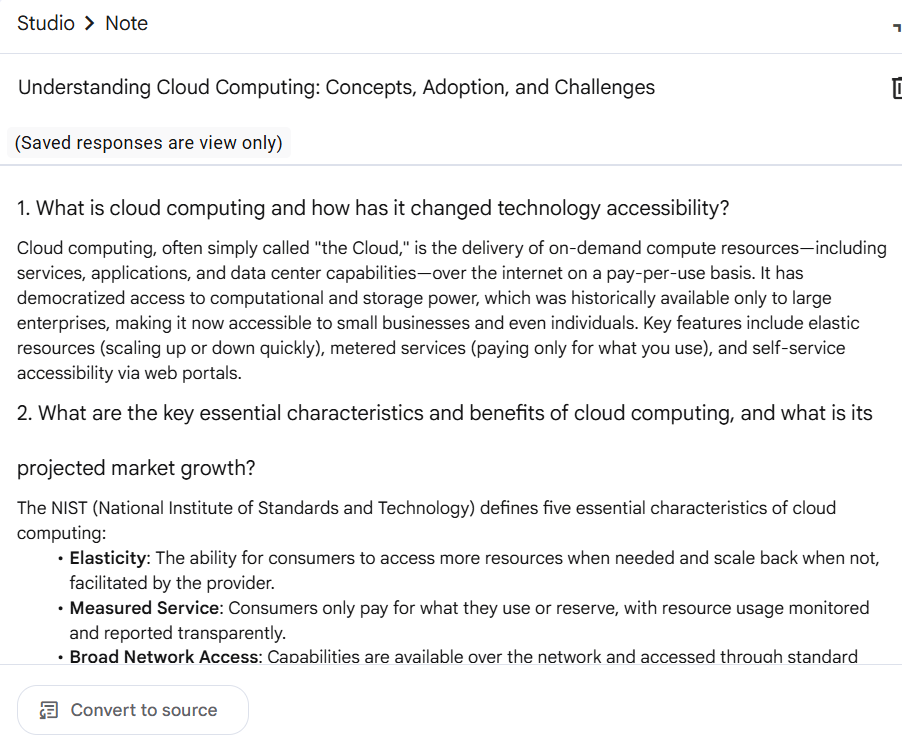 Studio > Note
Understanding Cloud Computing: Concepts, Adoption, and Challenges
(Saved responses are view only)
1. What is cloud computing and how has it changed technology accessibility?
Cloud computing, often simply called "the Cloud," is the delivery of on-demand compute resources—including
services, applications, and data center capabilities—over the internet on a pay-per-use basis. It has
democratized access to computational and storage power, which was historically available only to large
enterprises, making it now accessible to small businesses and even individuals. Key features include elastic
resources (scaling up or down quickly), metered services (paying only for what you use), and self-service
accessibility via web portals.
2. What are the key essential characteristics and benefits of cloud computing, and what is its
projected market growth?
The NIST (National Institute of Standards and Technology) defines five essential characteristics of cloud
computing:
• Elasticity: The ability for consumers to access more resources when needed and scale back when not,
facilitated by the provider.
• Measured Service: Consumers only pay for what they use or reserve, with resource usage monitored
and reported transparently.
• Broad Network Access: Capabilities are available over the network and accessed through standard
Convert to source